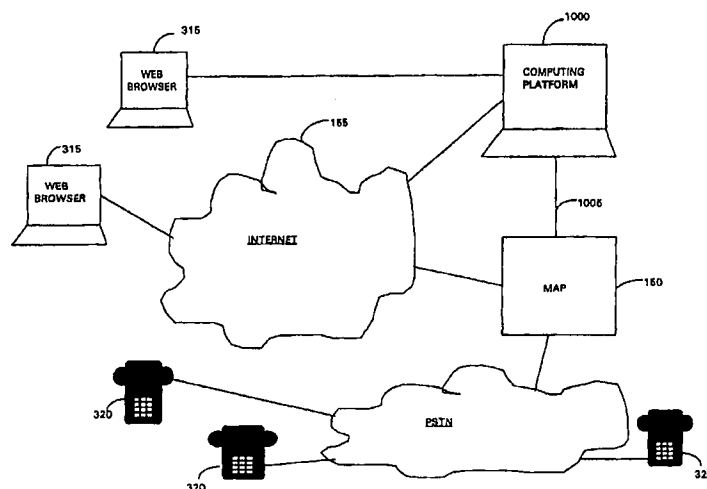 315
1000
WEB
BROWSER
COMPUTING
PLATFORM
155
315
WEB
BROWSER
1005
INTERNET
MAP
150
320
PSTN
320
32